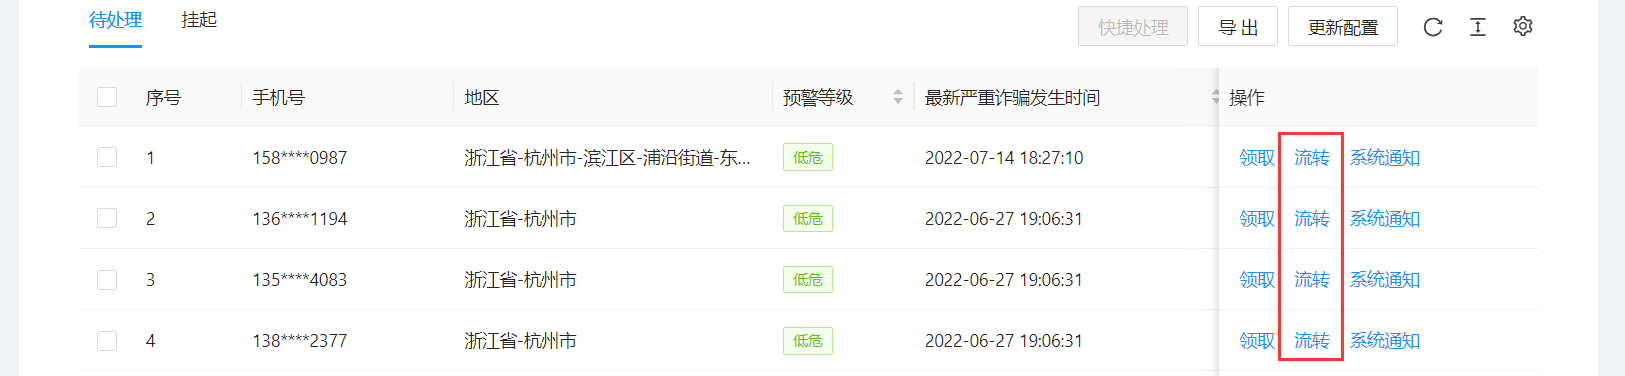 待处理 挂起
快捷处理 导 出 更新配置
序号 手机号 地区 预警等级 最新严重诈骗发生时间 操作
1 158****0987 浙江省-杭州市-滨江区-浦沿街道-东... 低危 2022-07-14 18:27:10 领取 流转 系统通知
2 136****1194 浙江省-杭州市 低危 2022-06-27 19:06:31 领取 流转 系统通知
3 135****4083 浙江省-杭州市 低危 2022-06-27 19:06:31 领取 流转 系统通知
4 138****2377 浙江省-杭州市 低危 2022-06-27 19:06:31 领取 流转 系统通知